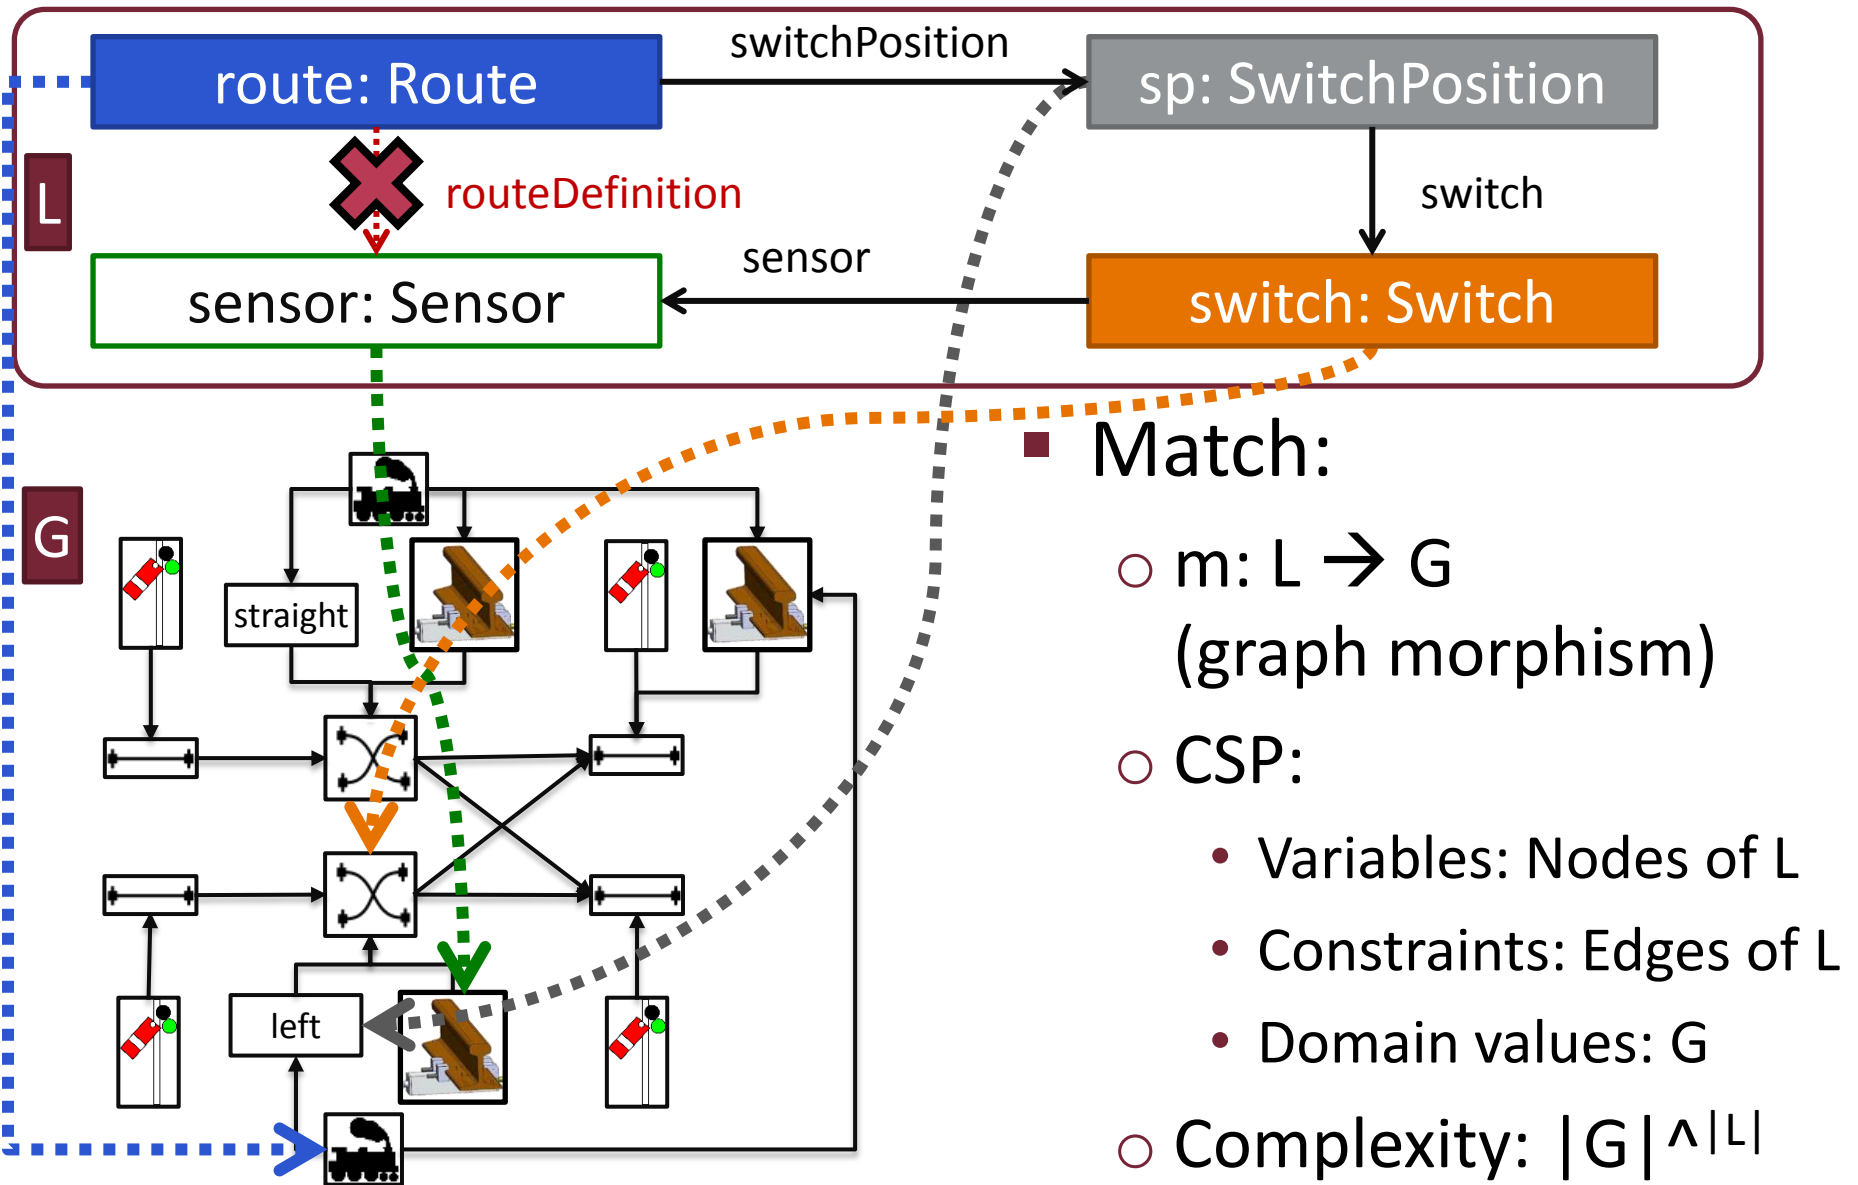 switchPosition
route: Route
sp: SwitchPosition
L
routeDefinition
switch
sensor
sensor: Sensor
switch: Switch
G
straight
left
Match:
m: L → G
(graph morphism)
CSP:
Variables: Nodes of L
Constraints: Edges of L
Domain values: G
Complexity: |G|^|L|